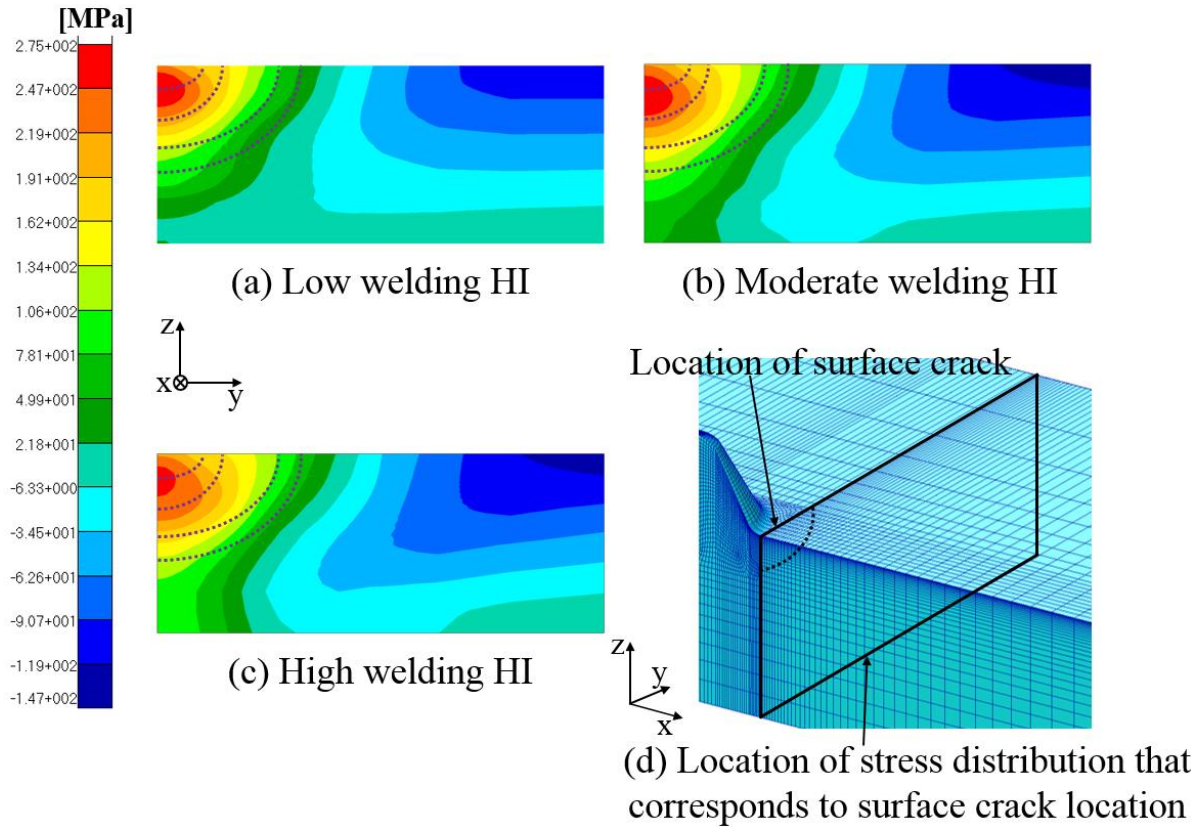 [MPa]
2.75+002
2.47+002
2.19+002
1.91+002
1.62+002
1.34+002
1.06+002
7.81+001
4.99+001
2.18+001
-6.33+000
-3.45+001
-6.26+001
-9.07+001
-1.19+002
-1.47+002
(a) Low welding HI
(b) Moderate welding HI
z
x
y
(c) High welding HI
Location of surface crack
z
y
x
(d) Location of stress distribution that
corresponds to surface crack location